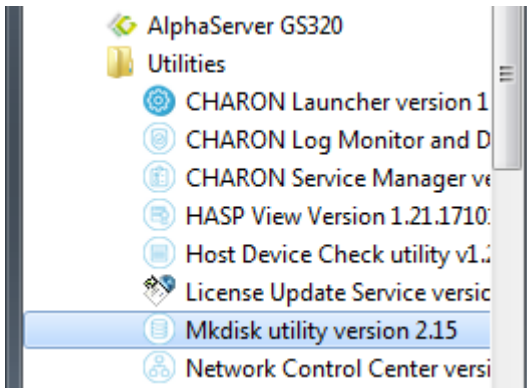 AlphaServer GS320
Utilities
CHARON Launcher version 1
CHARON Log Monitor and D
CHARON Service Manager ve
HASP View Version 1.21.1710
Host Device Check utility v1.2
License Update Service versic
Mkdisk utility version 2.15
Network Control Center versi